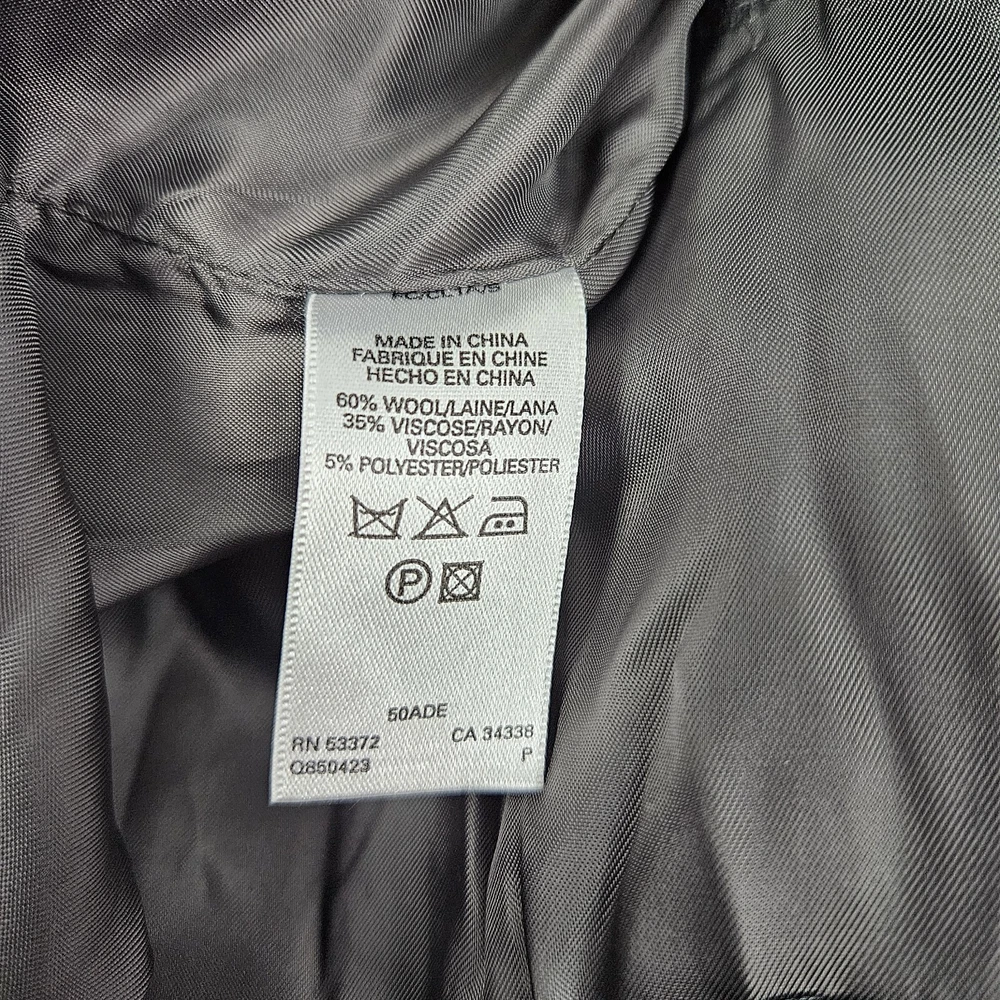 MADE IN CHINA
FABRIQUE EN CHINE
HECHO EN CHINA
60% WOOL/LAINE/LANA
35% VISCOSE/RAYON/
VISCOSA
5% POLYESTER/POLIESTER
P
50ADE
RN 53372 CA 34338
Q850423 P